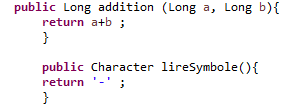 public Long addition (Long a, Long b){
return a+b ;
}
public Character lireSymbole(){
return '-' ;
}